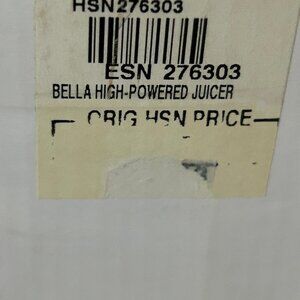 HSN276303
ESN 276303
BELLA HIGH-POWERED JUICER
ORIG HSN PRICE